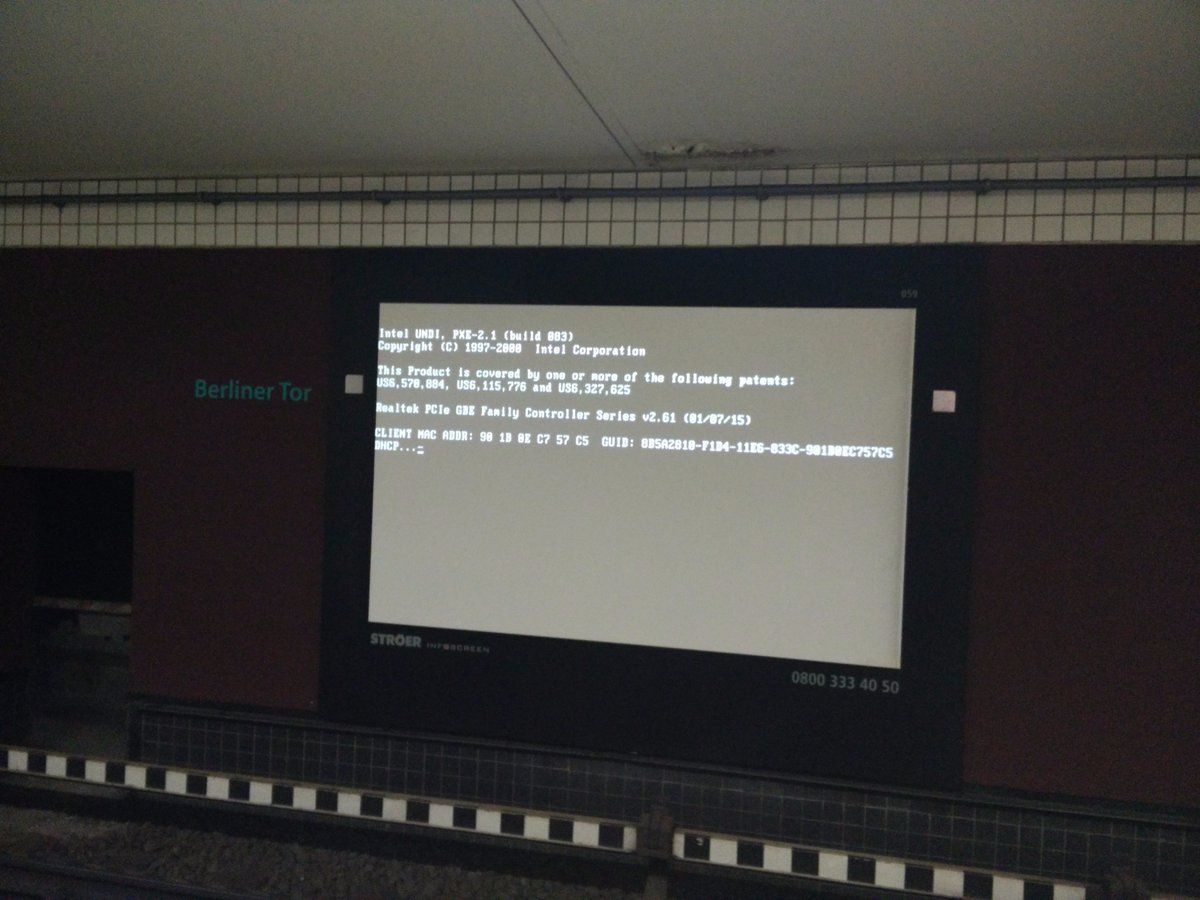 059
Intel UNDI, PXE-2.1 (build 083)
Copyright (C) 1997-2000 Intel Corporation
This Product is covered by one or more of the following patents:
US6,570,884, US6,115,776 and US6,327,625
Realtek PCIe GBE Family Controller Series v2.61 (01/07/15)
CLIENT MAC ADDR: 90 1B 0E C7 57 C5 GUID: 8B5A2810-F1D4-11E6-833C-901B0EC757C5
DHCP..._
Berliner Tor
STRÖER INFOSCREEN
0800 333 40 50